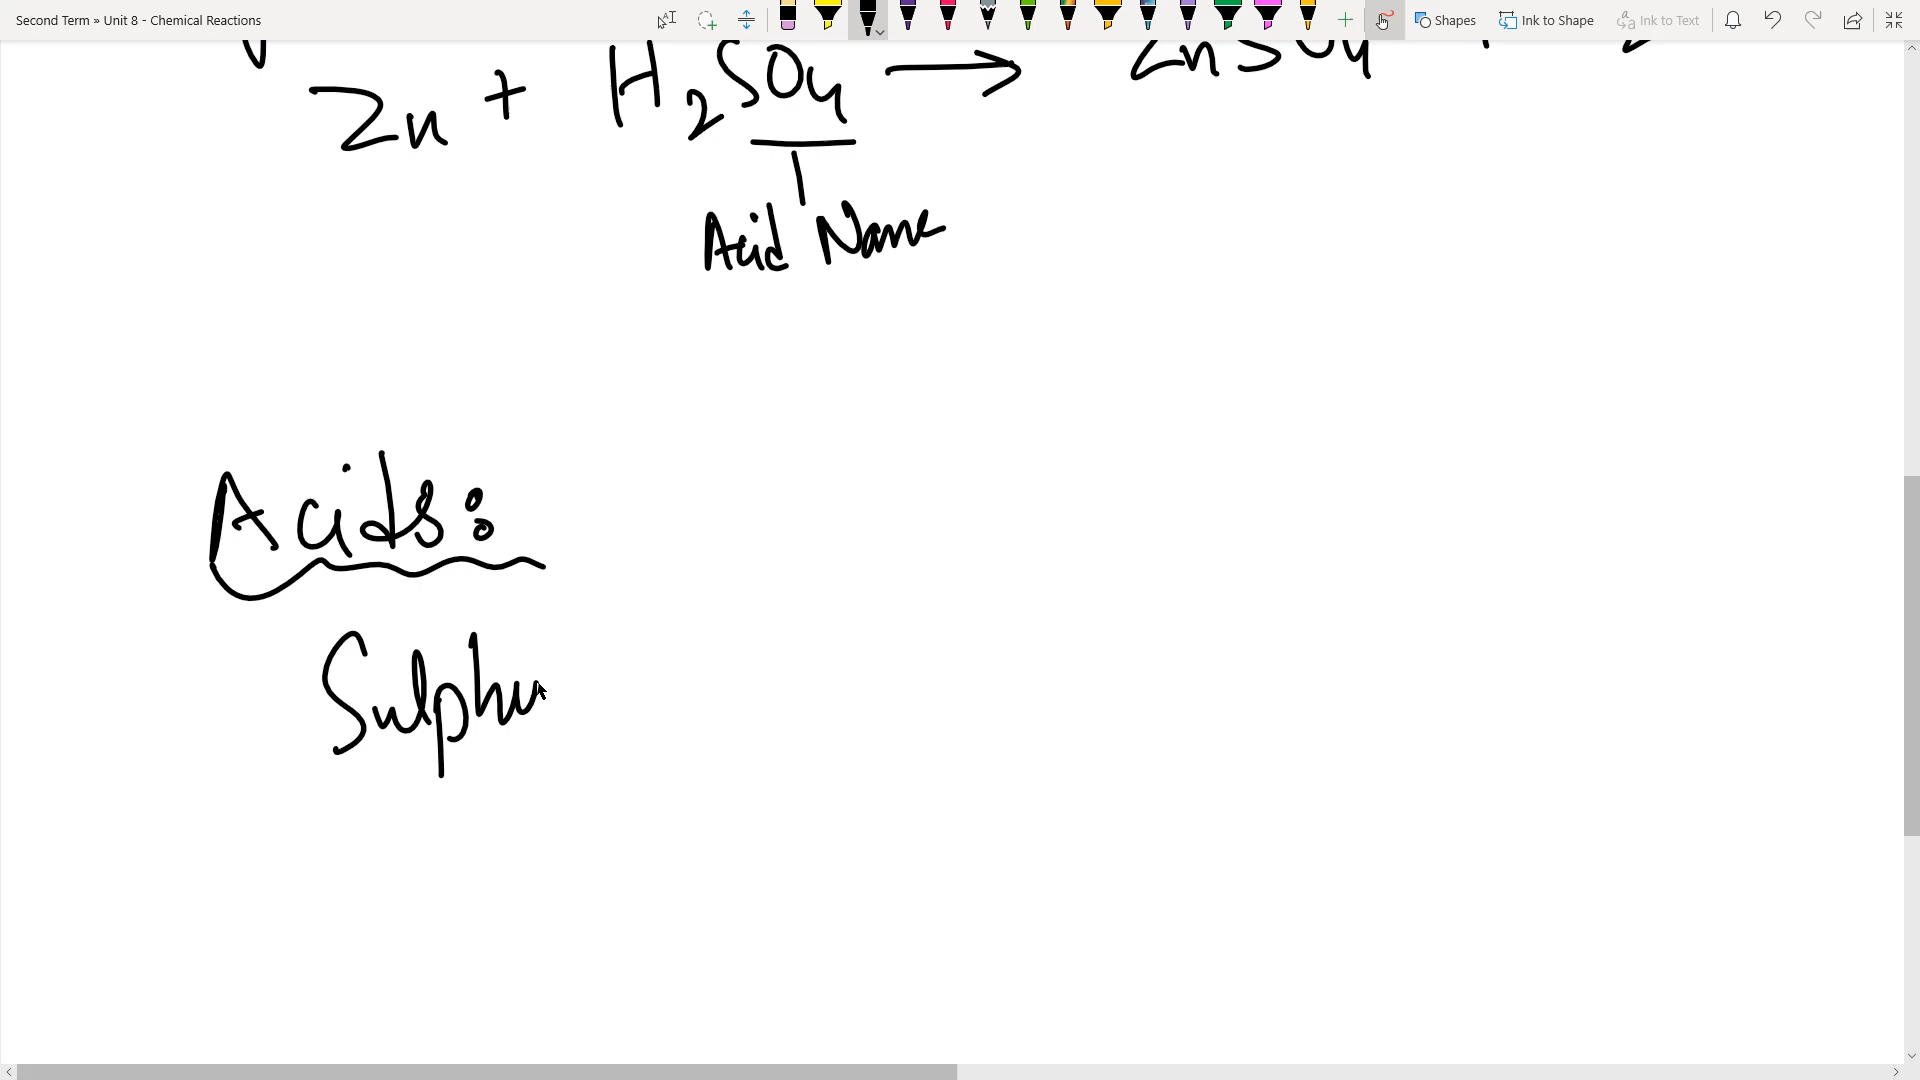 Second Term » Unit 8 - Chemical Reactions
Shapes
Ink to Shape
Ink to Text
Zn + H₂SO₄ → ZnSO₄
Acid Name
Acids:
Sulphu